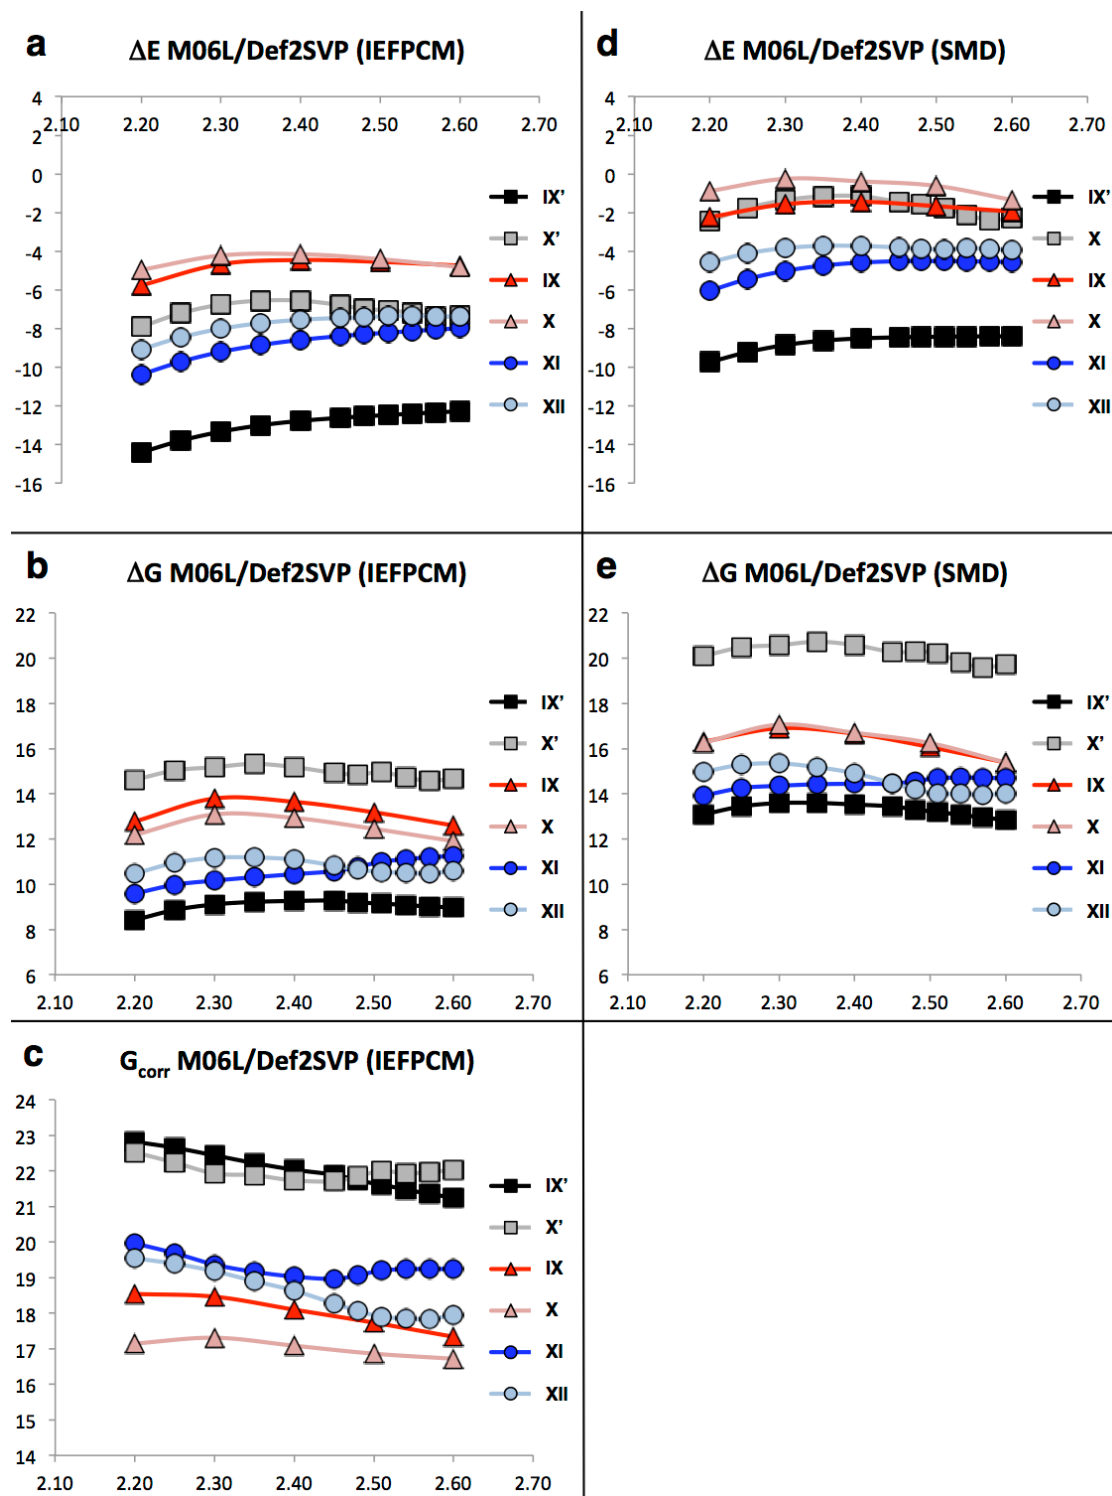 a
ΔE M06L/Def2SVP (IEFPCM)
4
2.10 2.20 2.30 2.40 2.50 2.60 2.70
2
0
-2
-4
-6
-8
-10
-12
-14
-16
IX'
X'
IX
X
XI
XII
d
ΔE M06L/Def2SVP (SMD)
4
2.10 2.20 2.30 2.40 2.50 2.60 2.70
2
0
-2
-4
-6
-8
-10
-12
-14
-16
IX'
X
IX
X
XI
XII
b
ΔG M06L/Def2SVP (IEFPCM)
22
20
18
16
14
12
10
8
6
2.10 2.20 2.30 2.40 2.50 2.60 2.70
IX'
X'
IX
X
XI
XII
e
ΔG M06L/Def2SVP (SMD)
22
20
18
16
14
12
10
8
6
2.10 2.20 2.30 2.40 2.50 2.60 2.70
IX'
X'
IX
X
XI
XII
c
Gcorr M06L/Def2SVP (IEFPCM)
24
23
22
21
20
19
18
17
16
15
14
2.10 2.20 2.30 2.40 2.50 2.60 2.70
IX'
X'
IX
X
XI
XII